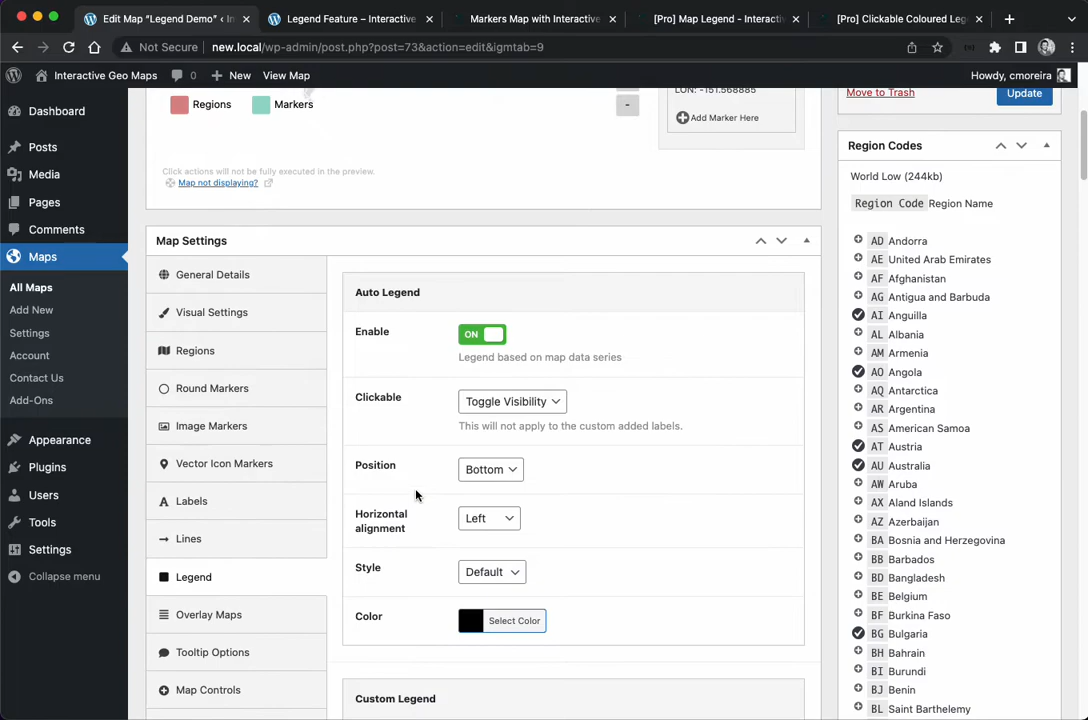 Edit Map “Legend Demo” ‹ In
Legend Feature – Interactive
Markers Map with Interactive
[Pro] Map Legend - Interactiv
[Pro] Clickable Coloured Leg
Not Secure
new.local/wp-admin/post.php?post=73&action=edit&igmtab=9
Interactive Geo Maps
0
New
View Map
Howdy, cmoreira
Dashboard
Posts
Media
Pages
Comments
Maps
All Maps
Add New
Settings
Account
Contact Us
Add-Ons
Appearance
Plugins
Users
Tools
Settings
Collapse menu
Regions
Markers
-
LON: -151.568885
Add Marker Here
Click actions will not be fully executed in the preview.
Map not displaying?
Map Settings
General Details
Visual Settings
Regions
Round Markers
Image Markers
Vector Icon Markers
Labels
Lines
Legend
Overlay Maps
Tooltip Options
Map Controls
Auto Legend
Enable
ON
Legend based on map data series
Clickable
Toggle Visibility
This will not apply to the custom added labels.
Position
Bottom
Horizontal
alignment
Left
Style
Default
Color
Select Color
Custom Legend
Move to Trash
Update
Region Codes
World Low (244kb)
Region Code Region Name
AD Andorra
AE United Arab Emirates
AF Afghanistan
AG Antigua and Barbuda
AI Anguilla
AL Albania
AM Armenia
AO Angola
AQ Antarctica
AR Argentina
AS American Samoa
AT Austria
AU Australia
AW Aruba
AX Aland Islands
AZ Azerbaijan
BA Bosnia and Herzegovina
BB Barbados
BD Bangladesh
BE Belgium
BF Burkina Faso
BG Bulgaria
BH Bahrain
BI Burundi
BJ Benin
BL Saint Barthelemy